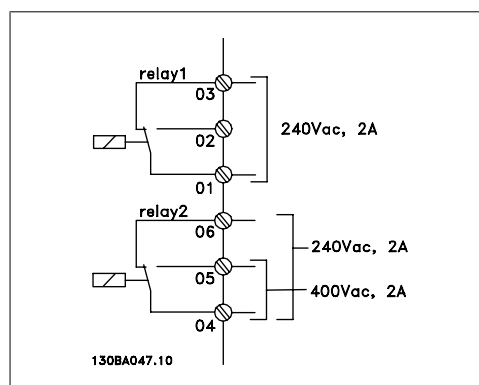 relay1
03
240Vac, 2A
02
01
relay2
06
240Vac, 2A
05
400Vac, 2A
04
130BA047.10